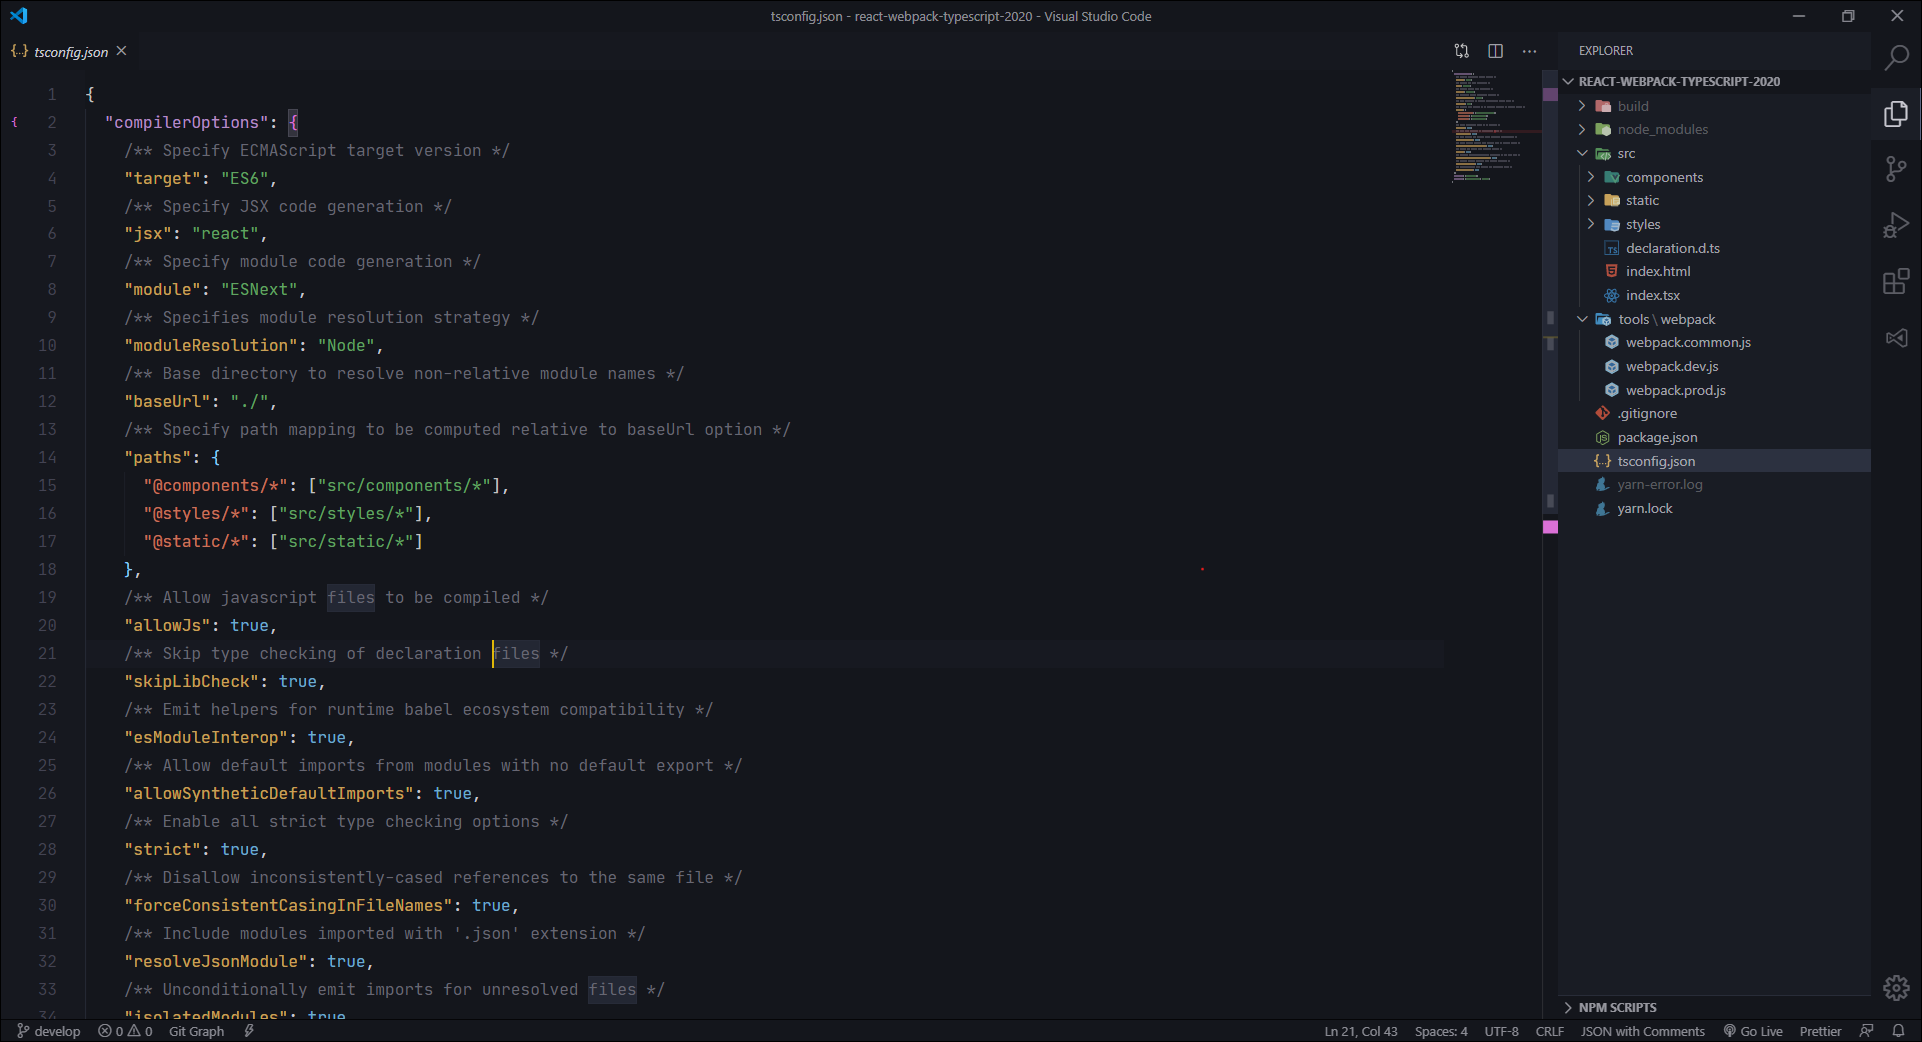 tsconfig.json - react-webpack-typescript-2020 - Visual Studio Code
{..} tsconfig.json
EXPLORER
1 {
{ 2 "compilerOptions": {
3 /** Specify ECMAScript target version */
4 "target": "ES6",
5 /** Specify JSX code generation */
6 "jsx": "react",
7 /** Specify module code generation */
8 "module": "ESNext",
9 /** Specifies module resolution strategy */
10 "moduleResolution": "Node",
11 /** Base directory to resolve non-relative module names */
12 "baseUrl": "./",
13 /** Specify path mapping to be computed relative to baseUrl option */
14 "paths": {
15 "@components/*": ["src/components/*"],
16 "@styles/*": ["src/styles/*"],
17 "@static/*": ["src/static/*"]
18 },
19 /** Allow javascript files to be compiled */
20 "allowJs": true,
21 /** Skip type checking of declaration files */
22 "skipLibCheck": true,
23 /** Emit helpers for runtime babel ecosystem compatibility */
24 "esModuleInterop": true,
25 /** Allow default imports from modules with no default export */
26 "allowSyntheticDefaultImports": true,
27 /** Enable all strict type checking options */
28 "strict": true,
29 /** Disallow inconsistently-cased references to the same file */
30 "forceConsistentCasingInFileNames": true,
31 /** Include modules imported with '.json' extension */
32 "resolveJsonModule": true,
33 /** Unconditionally emit imports for unresolved files */
34 "isolatedModules": true
REACT-WEBPACK-TYPESCRIPT-2020
build
node_modules
src
components
static
styles
TS declaration.d.ts
index.html
index.tsx
tools \ webpack
webpack.common.js
webpack.dev.js
webpack.prod.js
.gitignore
package.json
{..} tsconfig.json
yarn-error.log
yarn.lock
NPM SCRIPTS
develop 0 0 Git Graph
Ln 21, Col 43 Spaces: 4 UTF-8 CRLF JSON with Comments Go Live Prettier